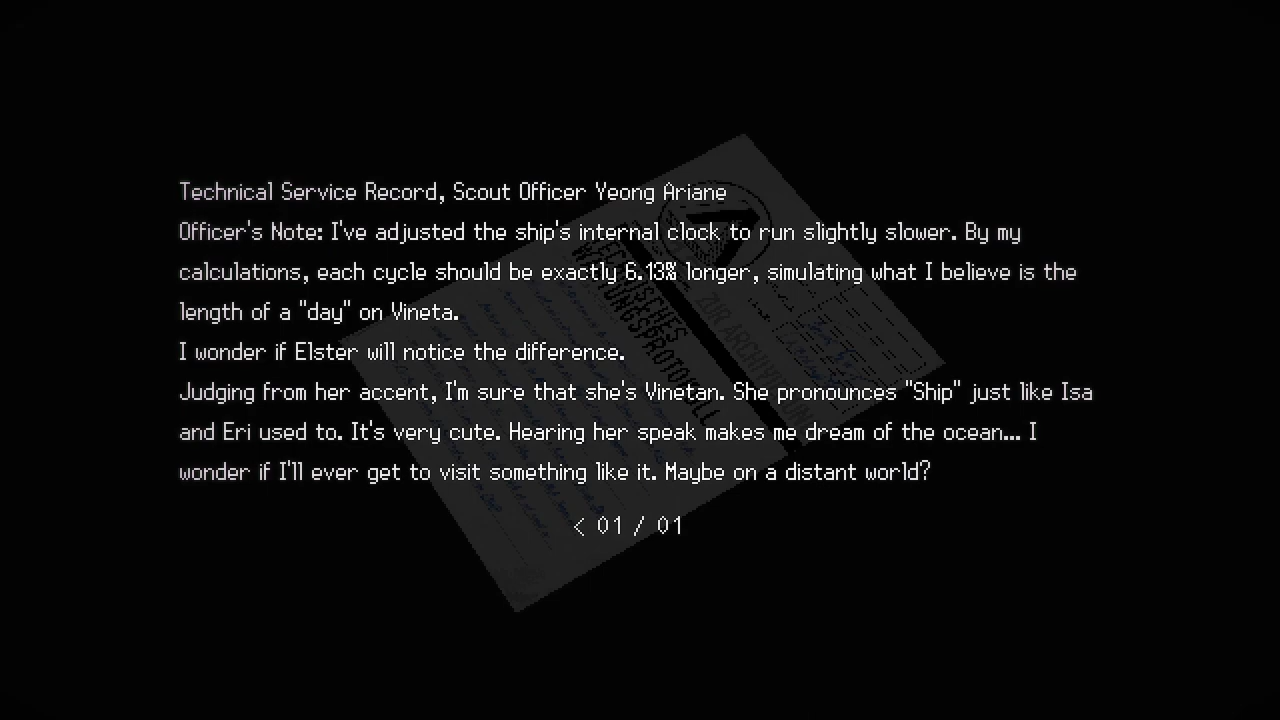 Technical Service Record, Scout Officer Yeong Ariane
Officer's Note: I've adjusted the ship's internal clock to run slightly slower. By my
calculations, each cycle should be exactly 6.13% longer, simulating what I believe is the
length of a "day" on Vineta.
I wonder if Elster will notice the difference.
Judging from her accent, I'm sure that she's Vinetan. She pronounces "Ship" just like Isa
and Eri used to. It's very cute. Hearing her speak makes me dream of the ocean... I
wonder if I'll ever get to visit something like it. Maybe on a distant world?
< 01 / 01